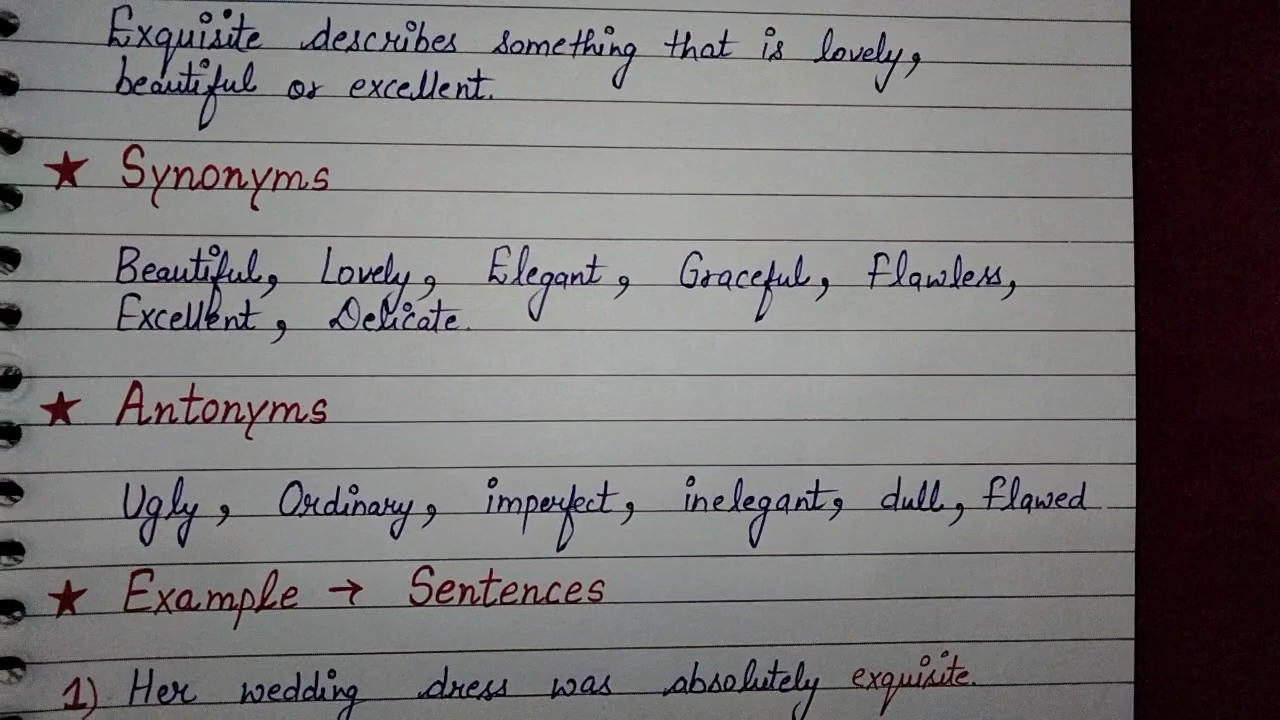 Exquisite describes something that is lovely,
beautiful or excellent.
★ Synonyms
Beautiful, Lovely, Elegant, Graceful, Flawless,
Excellent, Delicate.
★ Antonyms
Ugly, Ordinary, imperfect, inelegant, dull, flawed
★ Example → Sentences
1) Her wedding dress was absolutely exquisite.